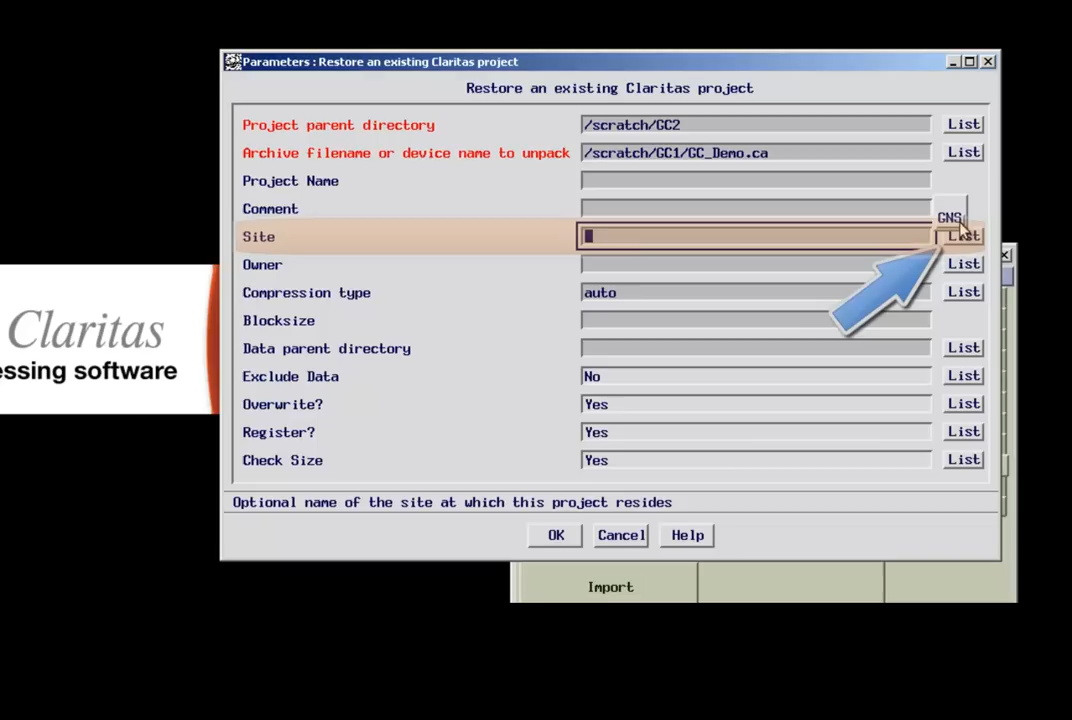 Parameters : Restore an existing Claritas project
Restore an existing Claritas project
Project parent directory /scratch/GC2 List
Archive filename or device name to unpack /scratch/GC1/GC_Demo.ca List
Project Name
Comment
GNS
Site List
Owner List
Compression type auto List
Blocksize
Data parent directory List
Exclude Data No List
Overwrite? Yes List
Register? Yes List
Check Size Yes List
Optional name of the site at which this project resides
OK Cancel Help
Import
Claritas
essing software